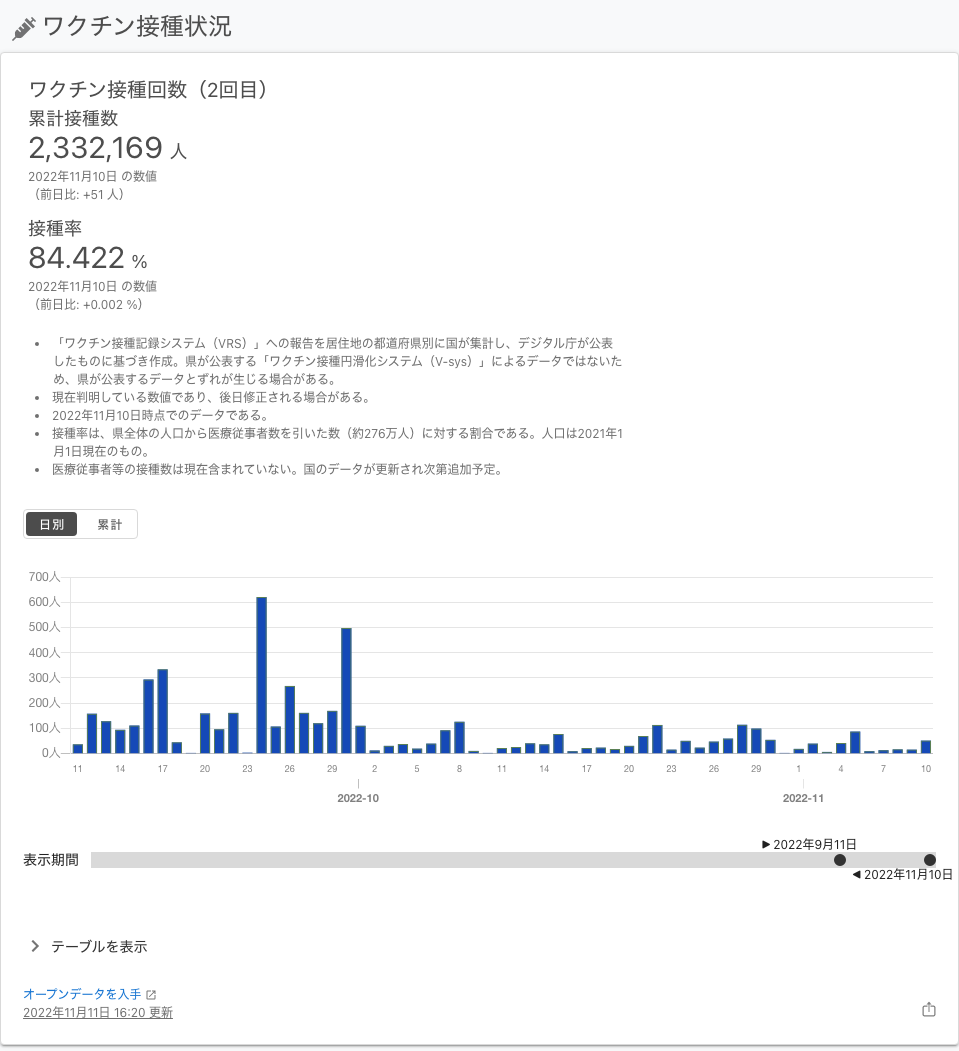 ワクチン接種状況
ワクチン接種回数（2回目）
累計接種数
2,332,169 人
2022年11月10日 の数値
（前日比: +51 人）
接種率
84.422 %
2022年11月10日 の数値
（前日比: +0.002 %）
• 「ワクチン接種記録システム（VRS）」への報告を居住地の都道府県別に国が集計し、デジタル庁が公表
したものに基づき作成。県が公表する「ワクチン接種円滑化システム（V-sys）」によるデータではないた
め、県が公表するデータとずれが生じる場合がある。
• 現在判明している数値であり、後日修正される場合がある。
• 2022年11月10日時点でのデータである。
• 接種率は、県全体の人口から医療従事者数を引いた数（約276万人）に対する割合である。人口は2021年1
月1日現在のもの。
• 医療従事者等の接種数は現在含まれていない。国のデータが更新され次第追加予定。
日別 累計
700人
600人
500人
400人
300人
200人
100人
0人
11 14 17 20 23 26 29 2 5 8 11 14 17 20 23 26 29 1 4 7 10
2022-10 2022-11
▶ 2022年9月11日
表示期間
◀ 2022年11月10日
テーブルを表示
オープンデータを入手
2022年11月11日 16:20 更新